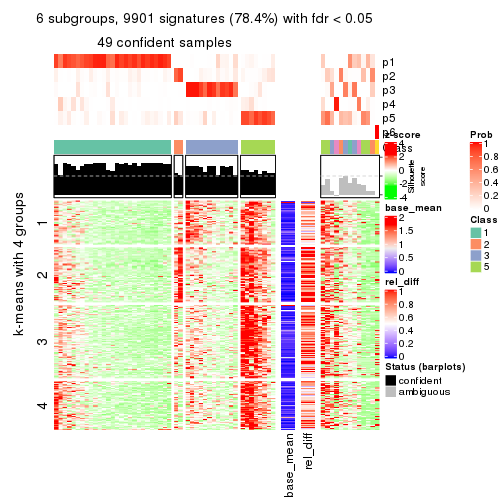 6 subgroups, 9901 signatures (78.4%) with fdr < 0.05
49 confident samples
p1
p2
p3
p4
p5
p6
Class
Silhouette
score
k-means with 4 groups
1
2
3
4
base_mean
rel_diff
z-score
4
2
0
-2
-4
base_mean
2
1.5
1
0.5
0
rel_diff
1
0.8
0.6
0.4
0.2
0
Status (barplots)
confident
ambiguous
Prob
1
0.8
0.6
0.4
0.2
0
Class
1
2
3
5